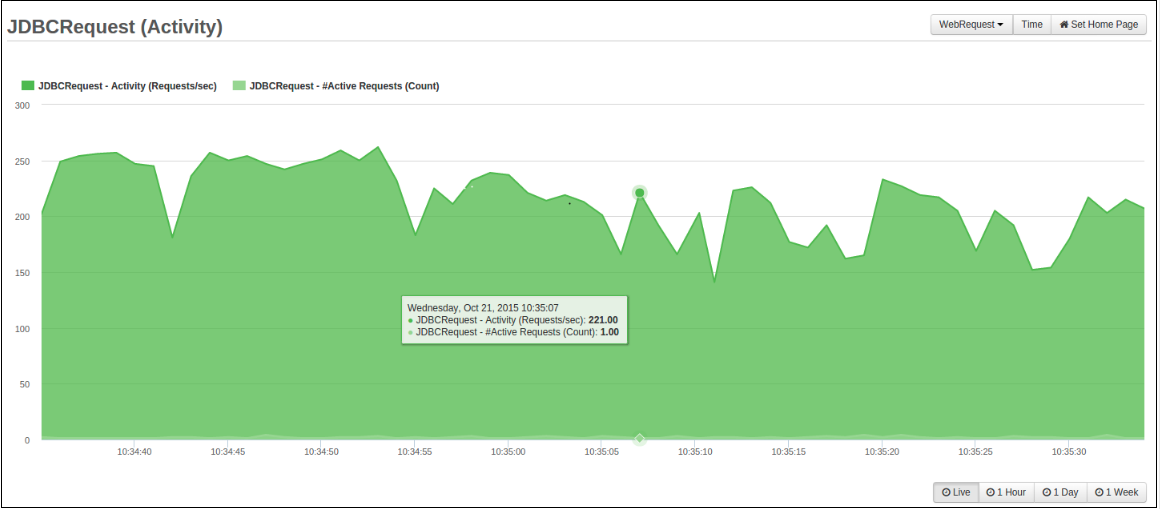 JDBCRequest (Activity)
WebRequest Time Set Home Page
JDBCRequest - Activity (Requests/sec) JDBCRequest - #Active Requests (Count)
300
250
200
150
100
50
0
Wednesday, Oct 21, 2015 10:35:07
JDBCRequest - Activity (Requests/sec): 221.00
JDBCRequest - #Active Requests (Count): 1.00
10:34:40 10:34:45 10:34:50 10:34:55 10:35:00 10:35:05 10:35:10 10:35:15 10:35:20 10:35:25 10:35:30
Live 1 Hour 1 Day 1 Week